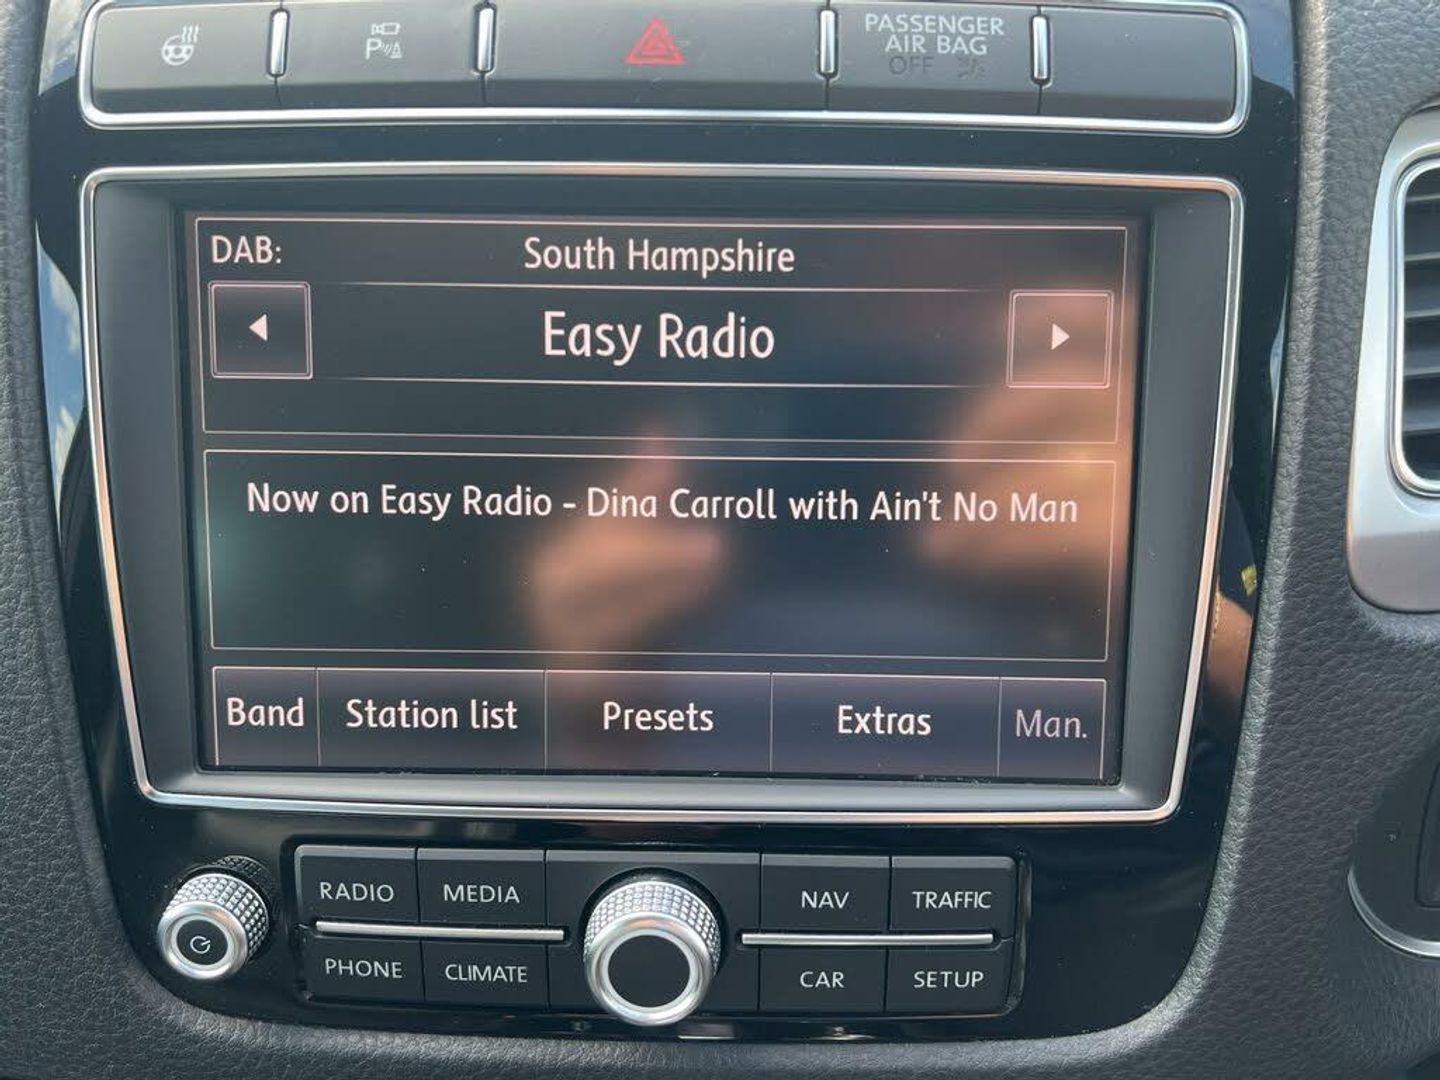 P
PASSENGER
AIR BAG
OFF
DAB:
South Hampshire
Easy Radio
Now on Easy Radio - Dina Carroll with Ain't No Man
Band
Station list
Presets
Extras
Man.
RADIO
MEDIA
NAV
TRAFFIC
PHONE
CLIMATE
CAR
SETUP